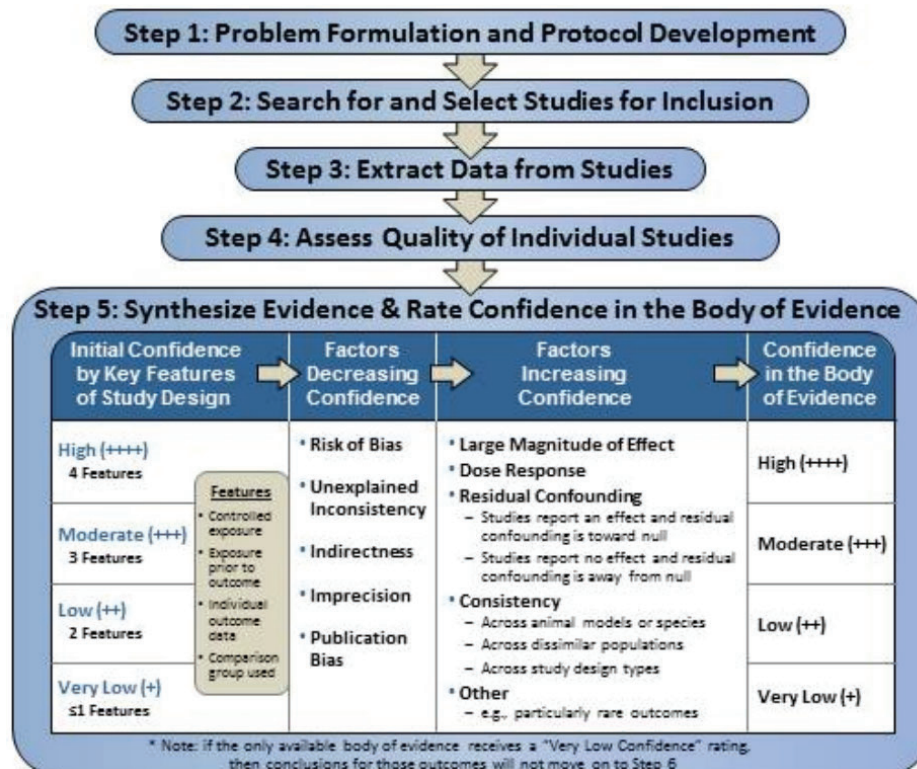 Step 1: Problem Formulation and Protocol Development
Step 2: Search for and Select Studies for Inclusion
Step 3: Extract Data from Studies
Step 4: Assess Quality of Individual Studies
Step 5: Synthesize Evidence & Rate Confidence in the Body of Evidence
Initial Confidence
by Key Features
of Study Design
Factors
Decreasing
Confidence
Factors
Increasing
Confidence
Confidence
in the Body
of Evidence
High (++++)
4 Features
Moderate (+++)
3 Features
Low (++)
2 Features
Very Low (+)
≤1 Features
Features
• Controlled
exposure
• Exposure
prior to
outcome
• Individual
outcome
data
• Comparison
group used
• Risk of Bias
• Unexplained
Inconsistency
• Indirectness
• Imprecision
• Publication
Bias
• Large Magnitude of Effect
• Dose Response
• Residual Confounding
– Studies report an effect and residual
confounding is toward null
– Studies report no effect and residual
confounding is away from null
• Consistency
– Across animal models or species
– Across dissimilar populations
– Across study design types
• Other
– e.g., particularly rare outcomes
High (++++)
Moderate (+++)
Low (++)
Very Low (+)
* Note: if the only available body of evidence receives a "Very Low Confidence" rating,
then conclusions for those outcomes will not move on to Step 6